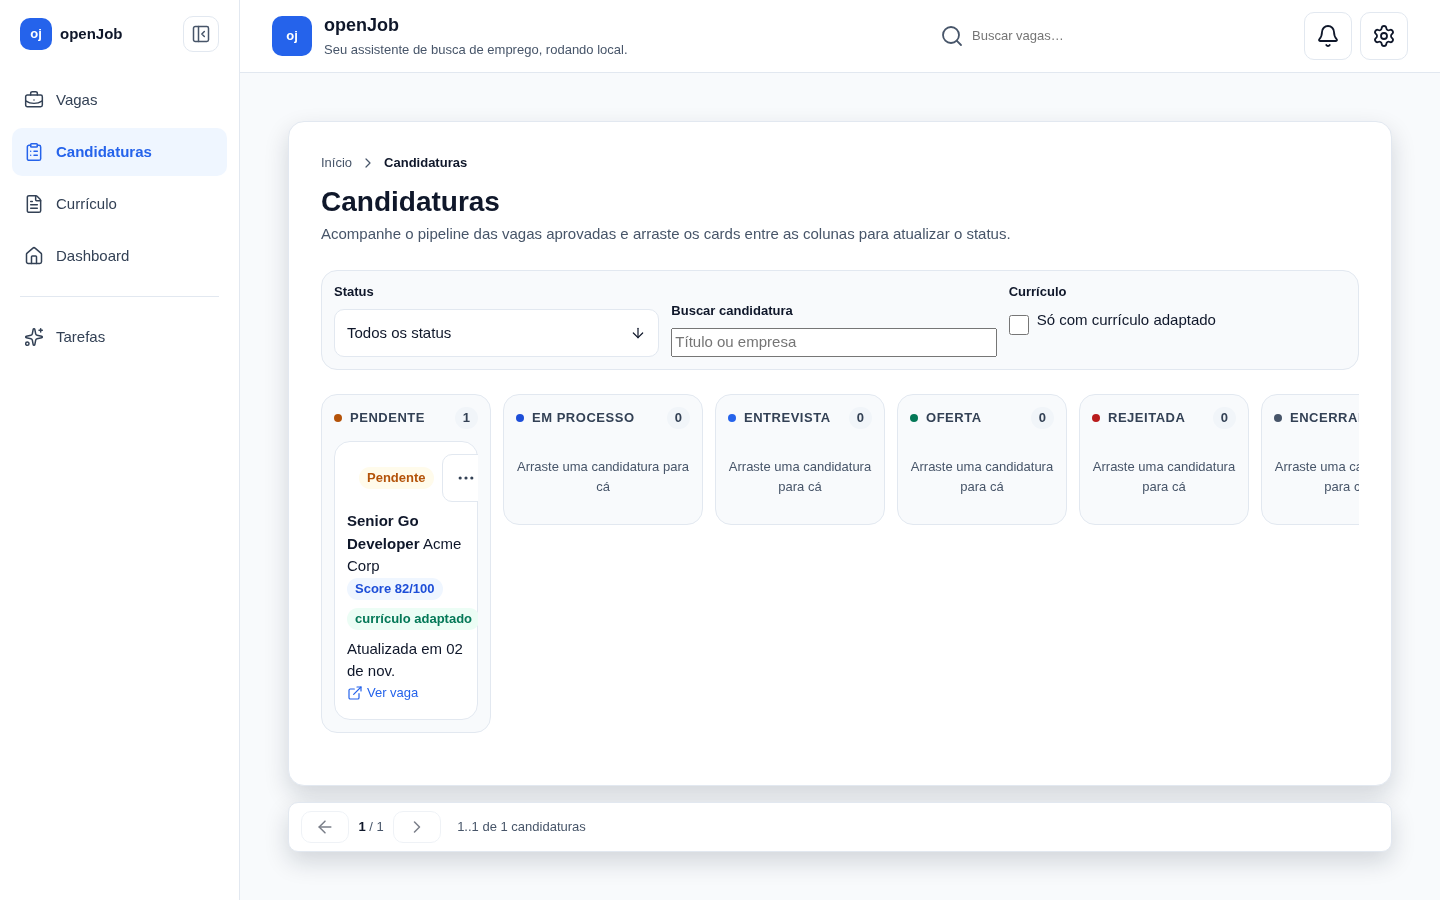 oj openJob
Vagas
Candidaturas
Currículo
Dashboard
Tarefas
oj openJob
Seu assistente de busca de emprego, rodando local.
Buscar vagas…
Início Candidaturas
Candidaturas
Acompanhe o pipeline das vagas aprovadas e arraste os cards entre as colunas para atualizar o status.
Status
Todos os status
Buscar candidatura
Título ou empresa
Currículo
Só com currículo adaptado
PENDENTE 1
Pendente
Senior Go
Developer Acme
Corp
Score 82/100
currículo adaptado
Atualizada em 02
de nov.
Ver vaga
EM PROCESSO 0
Arraste uma candidatura para
cá
ENTREVISTA 0
Arraste uma candidatura
para cá
OFERTA 0
Arraste uma candidatura
para cá
REJEITADA 0
Arraste uma candidatura
para cá
Arraste uma
para
1 / 1
1..1 de 1 candidaturas